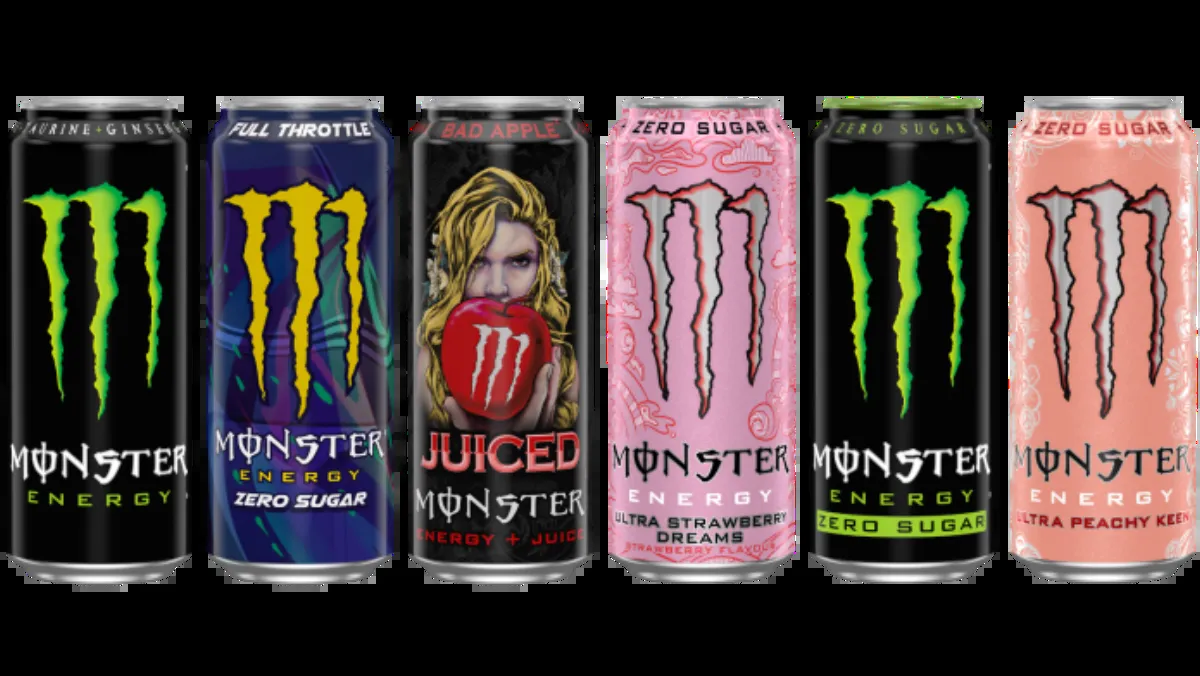 TAURINE+GINSENG
MONSTER
ENERGY
FULL THROTTLE
MONSTER
ENERGY
ZERO SUGAR
BAD APPLE
JUICED
MONSTER
ENERGY + JUICE
ZERO SUGAR
MONSTER
ENERGY
ULTRA STRAWBERRY
DREAMS
STRAWBERRY FLAVOUR
ZERO SUGAR
MONSTER
ENERGY
ZERO SUGAR
ZERO SUGAR
MONSTER
ENERGY
ULTRA PEACHY KEEN